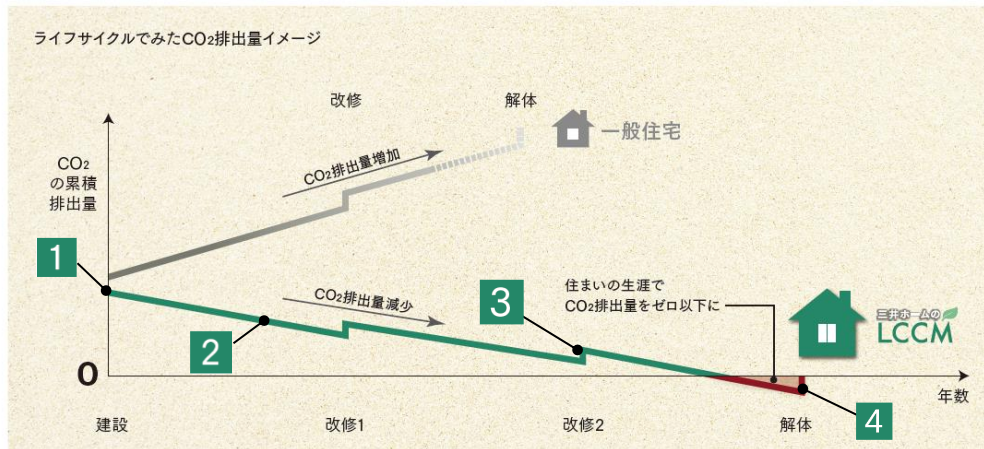 ライフサイクルでみたCO₂排出量イメージ
改修
解体
一般住宅
CO₂
の累積
排出量
CO₂排出量増加
1
住まいの生涯で
CO₂排出量をゼロ以下に
CO₂排出量減少
3
三井ホームの
LCCM
2
0
年数
4
建設
改修1
改修2
解体